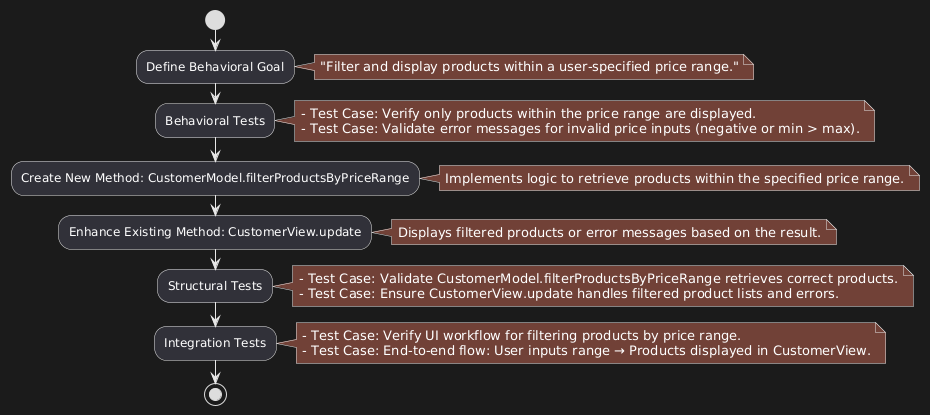 Define Behavioral Goal
"Filter and display products within a user-specified price range."
Behavioral Tests
- Test Case: Verify only products within the price range are displayed.
- Test Case: Validate error messages for invalid price inputs (negative or min > max).
Create New Method: CustomerModel.filterProductsByPriceRange
Implements logic to retrieve products within the specified price range.
Enhance Existing Method: CustomerView.update
Displays filtered products or error messages based on the result.
Structural Tests
- Test Case: Validate CustomerModel.filterProductsByPriceRange retrieves correct products.
- Test Case: Ensure CustomerView.update handles filtered product lists and errors.
Integration Tests
- Test Case: Verify UI workflow for filtering products by price range.
- Test Case: End-to-end flow: User inputs range → Products displayed in CustomerView.